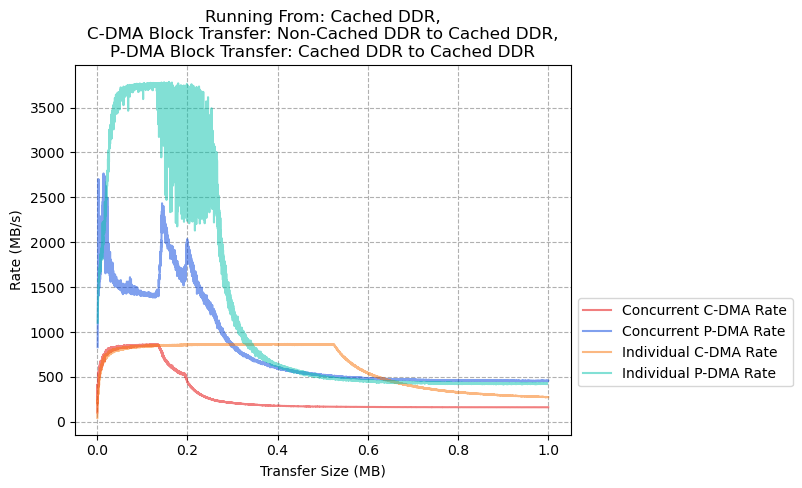 Running From: Cached DDR,
C-DMA Block Transfer: Non-Cached DDR to Cached DDR,
P-DMA Block Transfer: Cached DDR to Cached DDR
Rate (MB/s)
3500
3000
2500
2000
1500
1000
500
0
0.0 0.2 0.4 0.6 0.8 1.0
Transfer Size (MB)
Concurrent C-DMA Rate
Concurrent P-DMA Rate
Individual C-DMA Rate
Individual P-DMA Rate